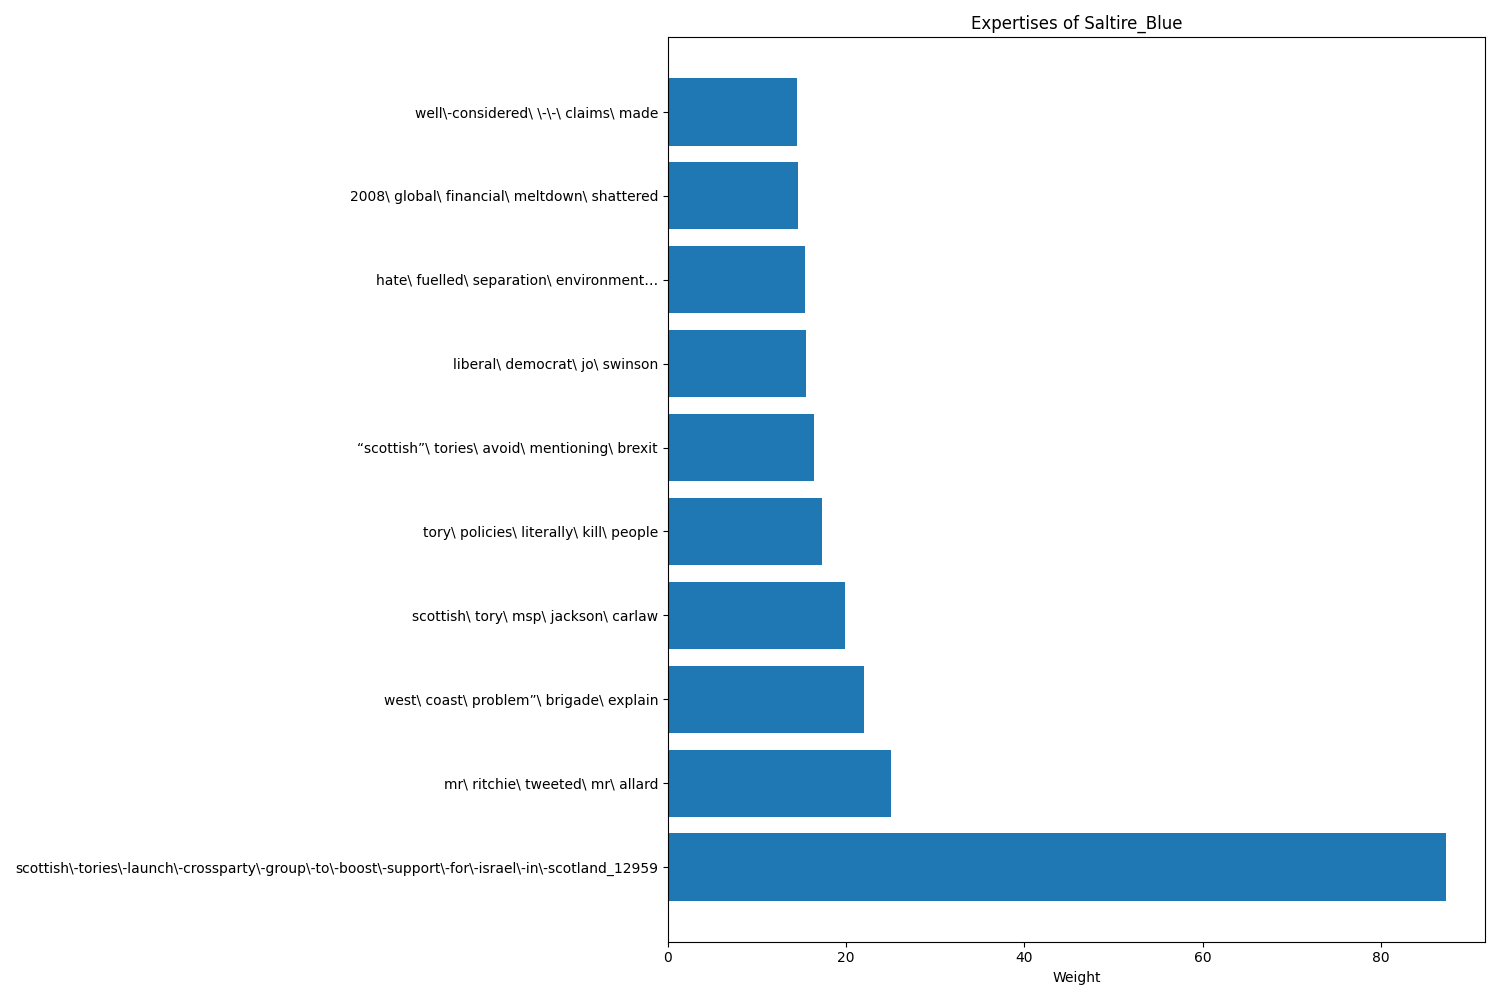 Expertises of Saltire_Blue
well\-considered\ \-\-\ claims\ made
2008\ global\ financial\ meltdown\ shattered
hate\ fuelled\ separation\ environment…
liberal\ democrat\ jo\ swinson
“scottish”\ tories\ avoid\ mentioning\ brexit
tory\ policies\ literally\ kill\ people
scottish\ tory\ msp\ jackson\ carlaw
west\ coast\ problem”\ brigade\ explain
mr\ ritchie\ tweeted\ mr\ allard
scottish\-tories\-launch\-crossparty\-group\-to\-boost\-support\-for\-israel\-in\-scotland_12959
0 20 40 60 80
Weight